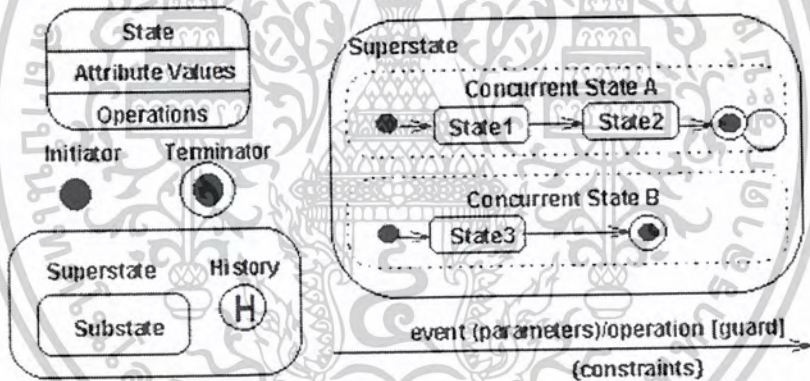 State
Attribute Values
Operations
Initiator Terminator
Superstate
History
H
Substate
Superstate
Concurrent State A
State1
State2
Concurrent State B
State3
event (parameters)/operation [guard]
{constraints}